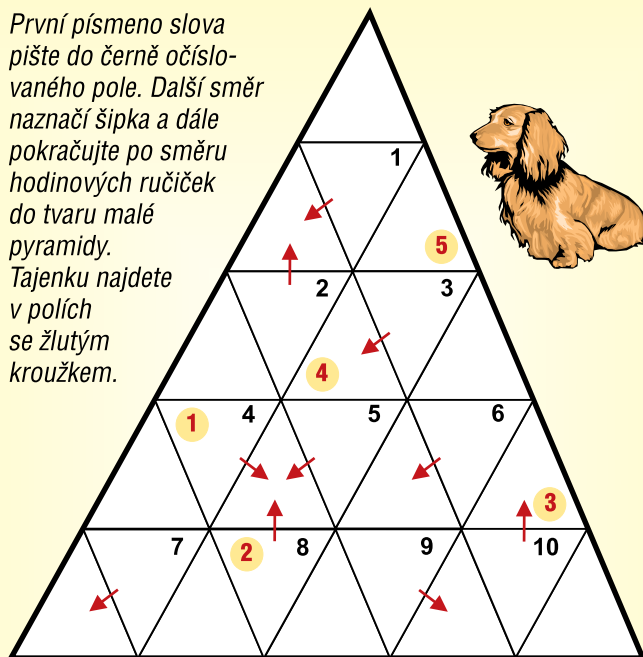 První písmeno slova
pište do černě očíslo-
vaného pole. Další směr
naznačí šipka a dále
pokračujte po směru
hodinových ručiček
do tvaru malé
pyramidy.
Tajenku najdete
v polích
se žlutým
kroužkem.
1
5
2
3
4
1
4
5
6
3
7
2
8
9
10